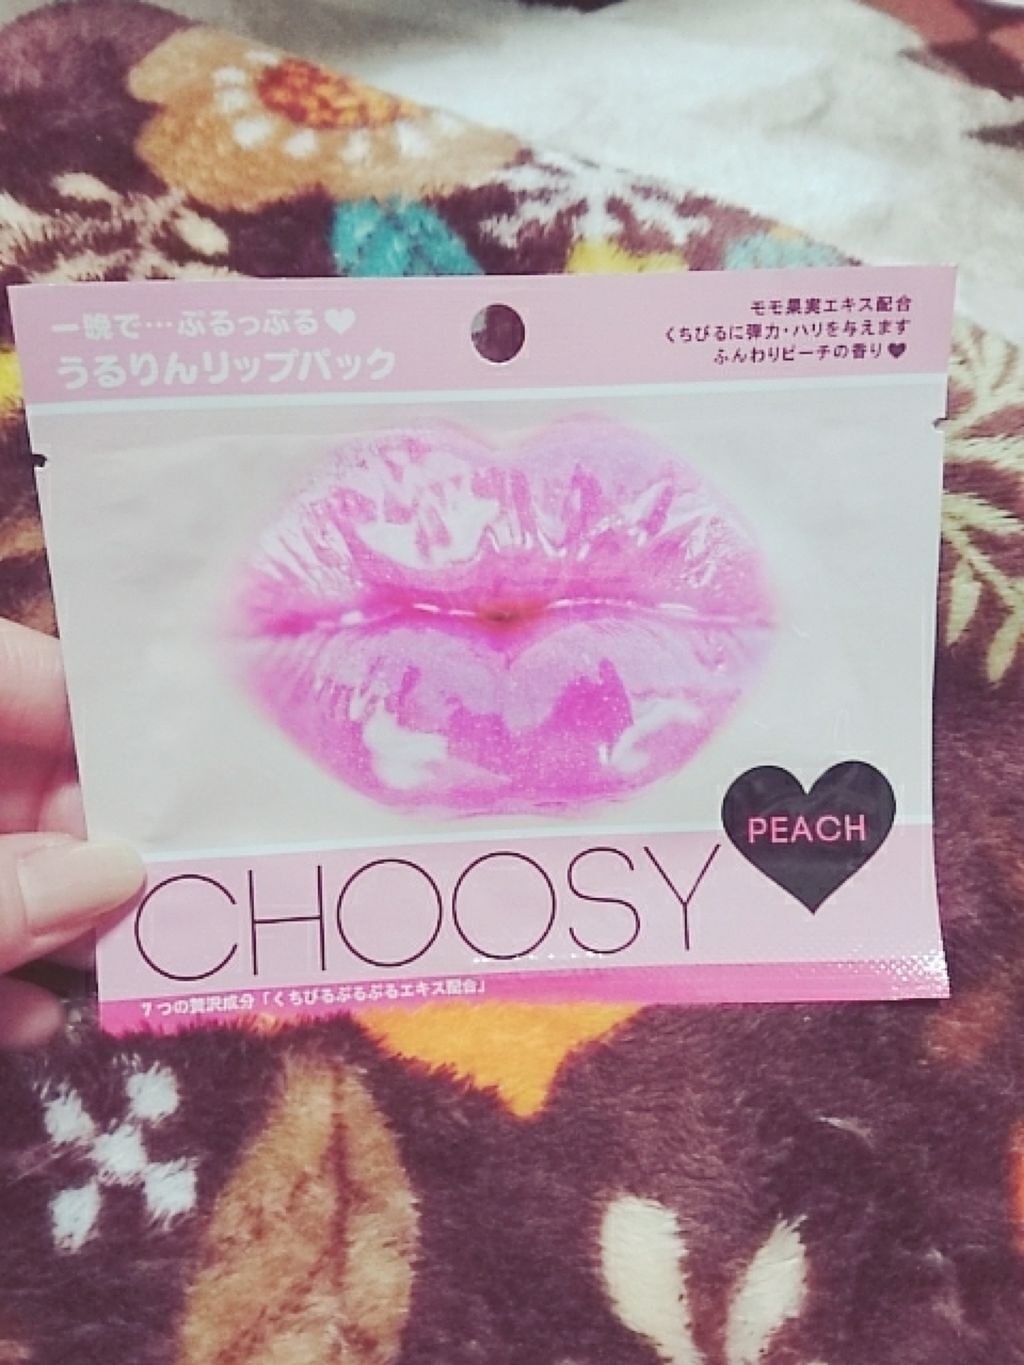 一晩で…ぷるっぷる♥
うるりんリップパック
モモ果実エキス配合
くちびるに弾力・ハリを与えます
ふんわりピーチの香り♥
PEACH
CHOOSY
7つの贅沢成分「くちびるぷるぷるエキス配合」